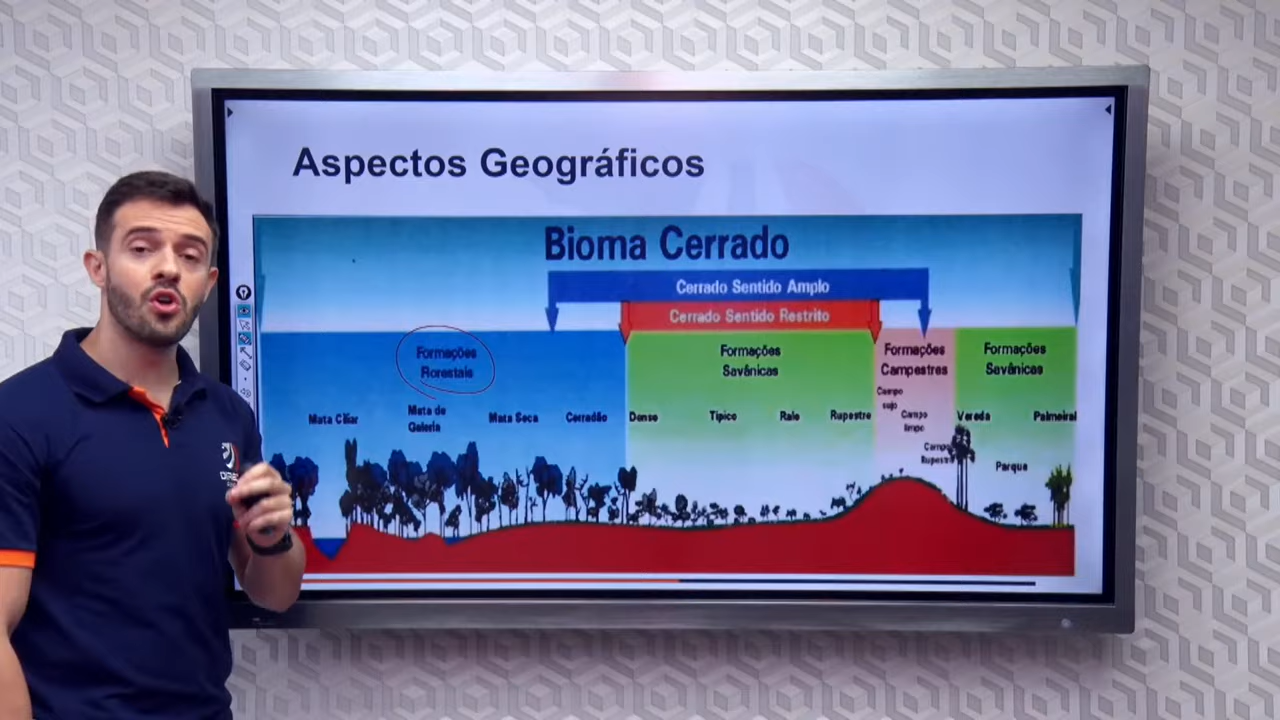 Aspectos Geográficos
Bioma Cerrado
Cerrado Sentido Amplo
Cerrado Sentido Restrito
Formações
Florestais
Formações
Savânicas
Formações
Campestres
Formações
Savânicas
Mata Ciliar
Mata de
Galeria
Mata Seca
Cerradão
Denso
Típico
Ralo
Rupestre
Campo
sujo
Campo
limpo
Campo
Rupestre
Vereda
Parque
Palmeiral